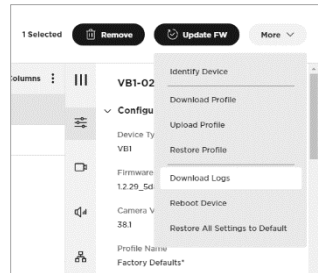 1 Selected
Remove
Update FW
More
Columns
VB1-02
Configu
Device Ty
VB1
Firmware
1.2.29_5d
Camera V
38.1
Profile Name
Factory Defaults*
Identify Device
Download Profile
Upload Profile
Restore Profile
Download Logs
Reboot Device
Restore All Settings to Default